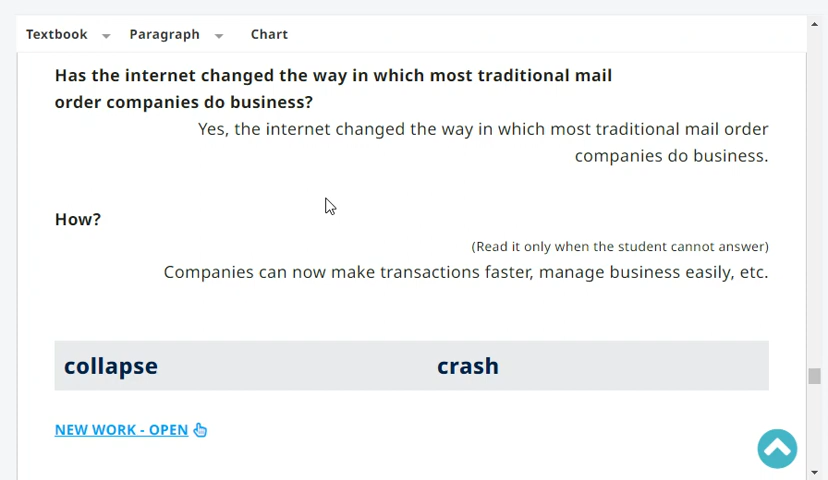 Textbook Paragraph Chart
Has the internet changed the way in which most traditional mail
order companies do business?
Yes, the internet changed the way in which most traditional mail order
companies do business.
How?
(Read it only when the student cannot answer)
Companies can now make transactions faster, manage business easily, etc.
collapse crash
NEW WORK - OPEN